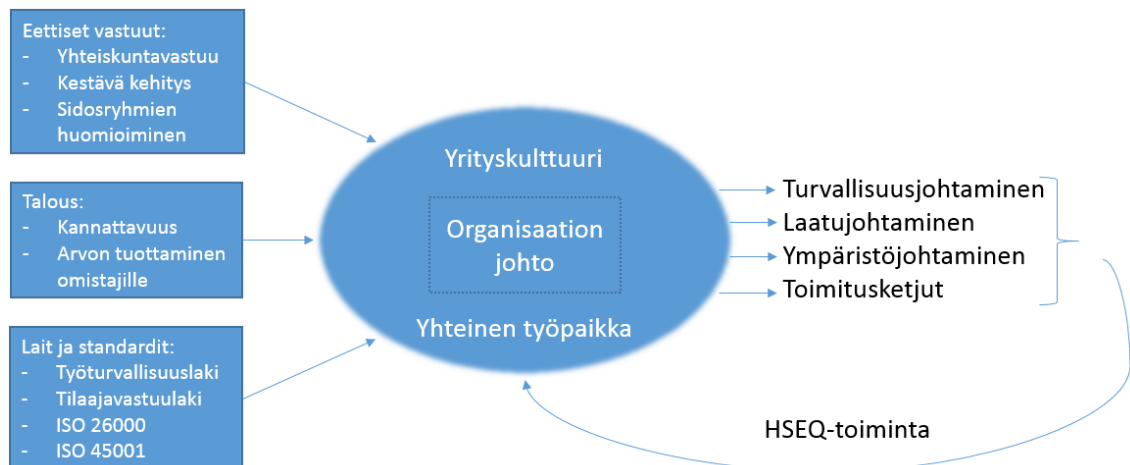 Eettiset vastuut:
- Yhteiskuntavastuu
- Kestävä kehitys
- Sidosryhmien
huomioiminen
Talous:
- Kannattavuus
- Arvon tuottaminen
omistajille
Lait ja standardit:
- Työturvallisuuslaki
- Tilaajavastuulaki
- ISO 26000
- ISO 45001
Yrityskulttuuri
Organisaation
johto
Yhteinen työpaikka
Turvallisuusjohtaminen
Laatujohtaminen
Ympäristöjohtaminen
Toimitusketjut
HSEQ-toiminta